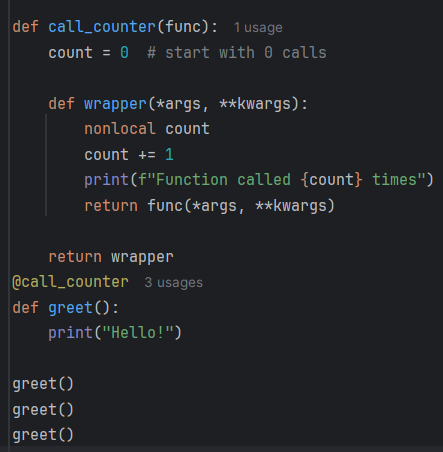 def call_counter(func):  1 usage
    count = 0  # start with 0 calls

    def wrapper(*args, **kwargs):
        nonlocal count
        count += 1
        print(f"Function called {count} times")
        return func(*args, **kwargs)

    return wrapper
@call_counter  3 usages
def greet():
    print("Hello!")

greet()
greet()
greet()